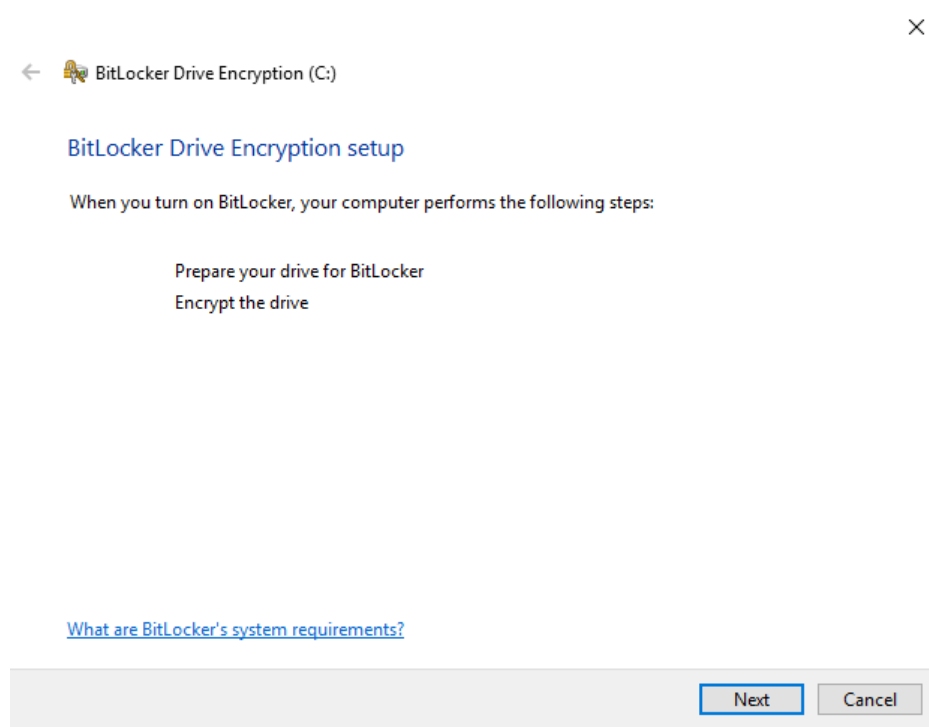 BitLocker Drive Encryption (C:)
BitLocker Drive Encryption setup
When you turn on BitLocker, your computer performs the following steps:
Prepare your drive for BitLocker
Encrypt the drive
What are BitLocker's system requirements?
Next Cancel